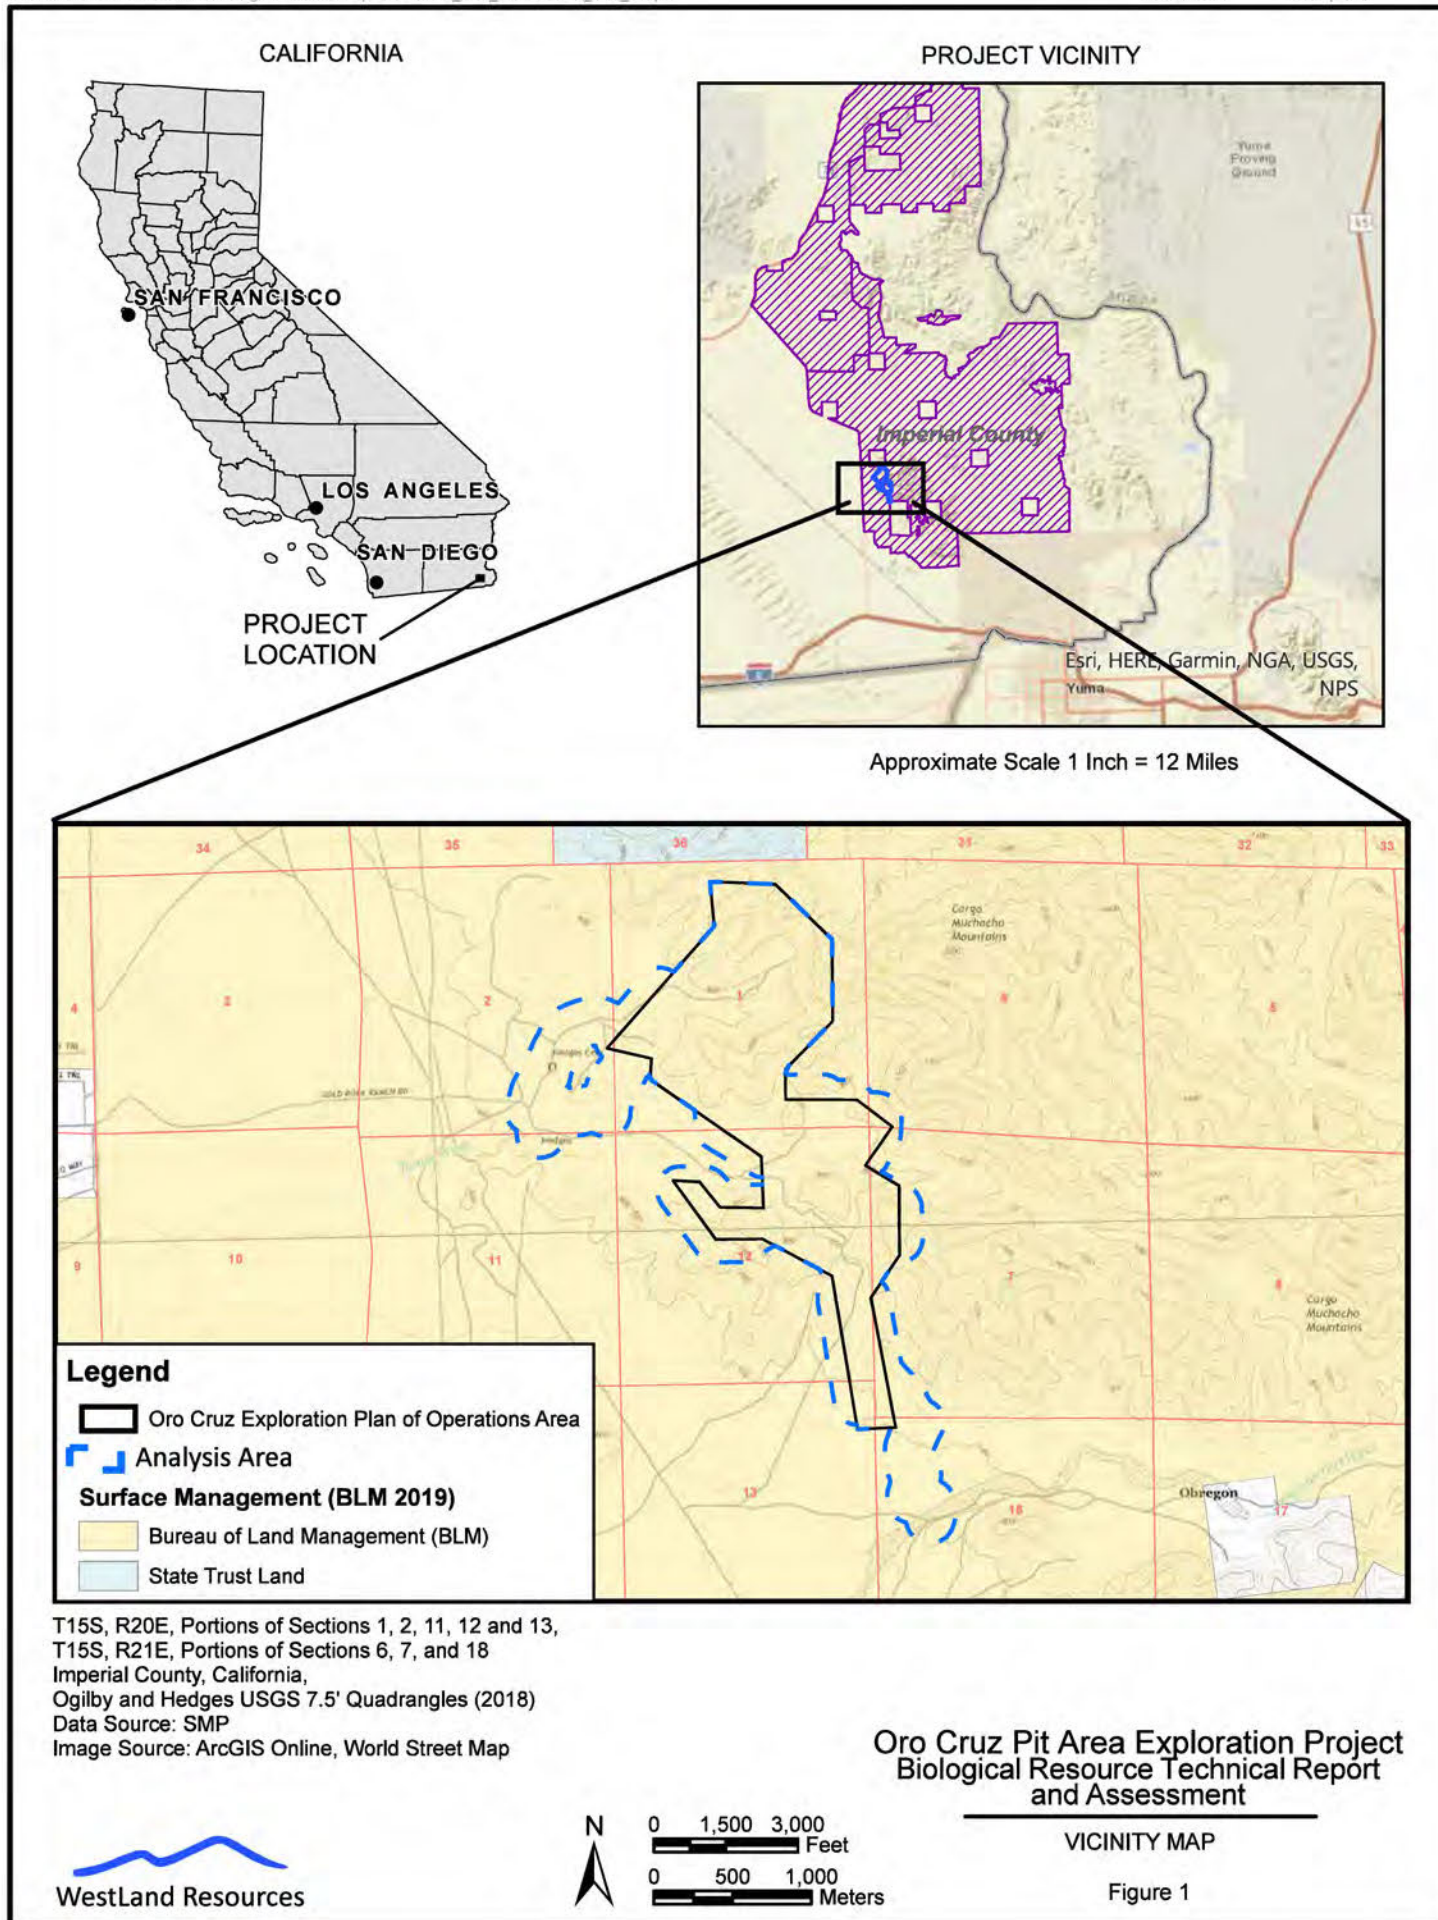 CALIFORNIA
SAN FRANCISCO
LOS ANGELES
SAN DIEGO
PROJECT
LOCATION
PROJECT VICINITY
Yuma
Proving
Ground
95
Imperial County
Esri, HERE, Garmin, NGA, USGS,
NPS
Yuma
8
Approximate Scale 1 Inch = 12 Miles
34
35
36
31
32
33
Cargo
Muchacho
Mountains
4
3
2
1
6
5
GOLD ROCK RANCH RD
Hedges
9
10
11
12
7
8
Cargo
Muchacho
Mountains
13
18
17
Obregon
Legend
Oro Cruz Exploration Plan of Operations Area
Analysis Area
Surface Management (BLM 2019)
Bureau of Land Management (BLM)
State Trust Land
T15S, R20E, Portions of Sections 1, 2, 11, 12 and 13,
T15S, R21E, Portions of Sections 6, 7, and 18
Imperial County, California,
Ogilby and Hedges USGS 7.5' Quadrangles (2018)
Data Source: SMP
Image Source: ArcGIS Online, World Street Map
Oro Cruz Pit Area Exploration Project
Biological Resource Technical Report
and Assessment
VICINITY MAP
Figure 1
WestLand Resources
N
0 1,500 3,000
Feet
0 500 1,000
Meters